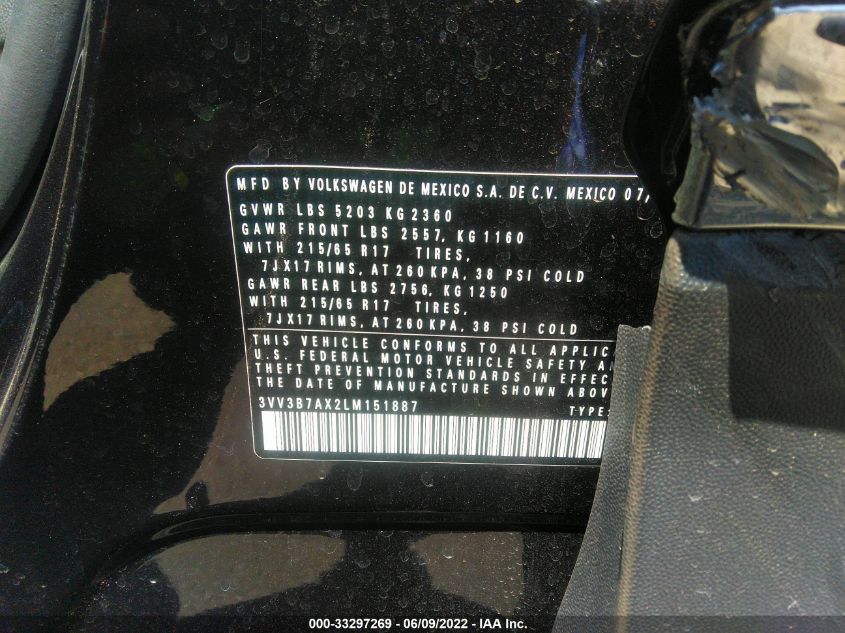 MFD BY VOLKSWAGEN DE MEXICO S.A. DE C.V. MEXICO 07/
GVWR LBS 5203 KG 2360
GAWR FRONT LBS 2557, KG 1160
WITH 215/65 R17 TIRES,
7JX17 RIMS, AT 260 KPA, 38 PSI COLD
GAWR REAR LBS 2756, KG 1250
WITH 215/65 R17 TIRES,
7JX17 RIMS, AT 260 KPA, 38 PSI COLD
THIS VEHICLE CONFORMS TO ALL APPLICA
U.S. FEDERAL MOTOR VEHICLE SAFETY A
THEFT PREVENTION STANDARDS IN EFFEC
THE DATE OF MANUFACTURE SHOWN ABOV
3VV3B7AX2LM151887 TYPE:
000-33297269 - 06/09/2022 - IAA Inc.